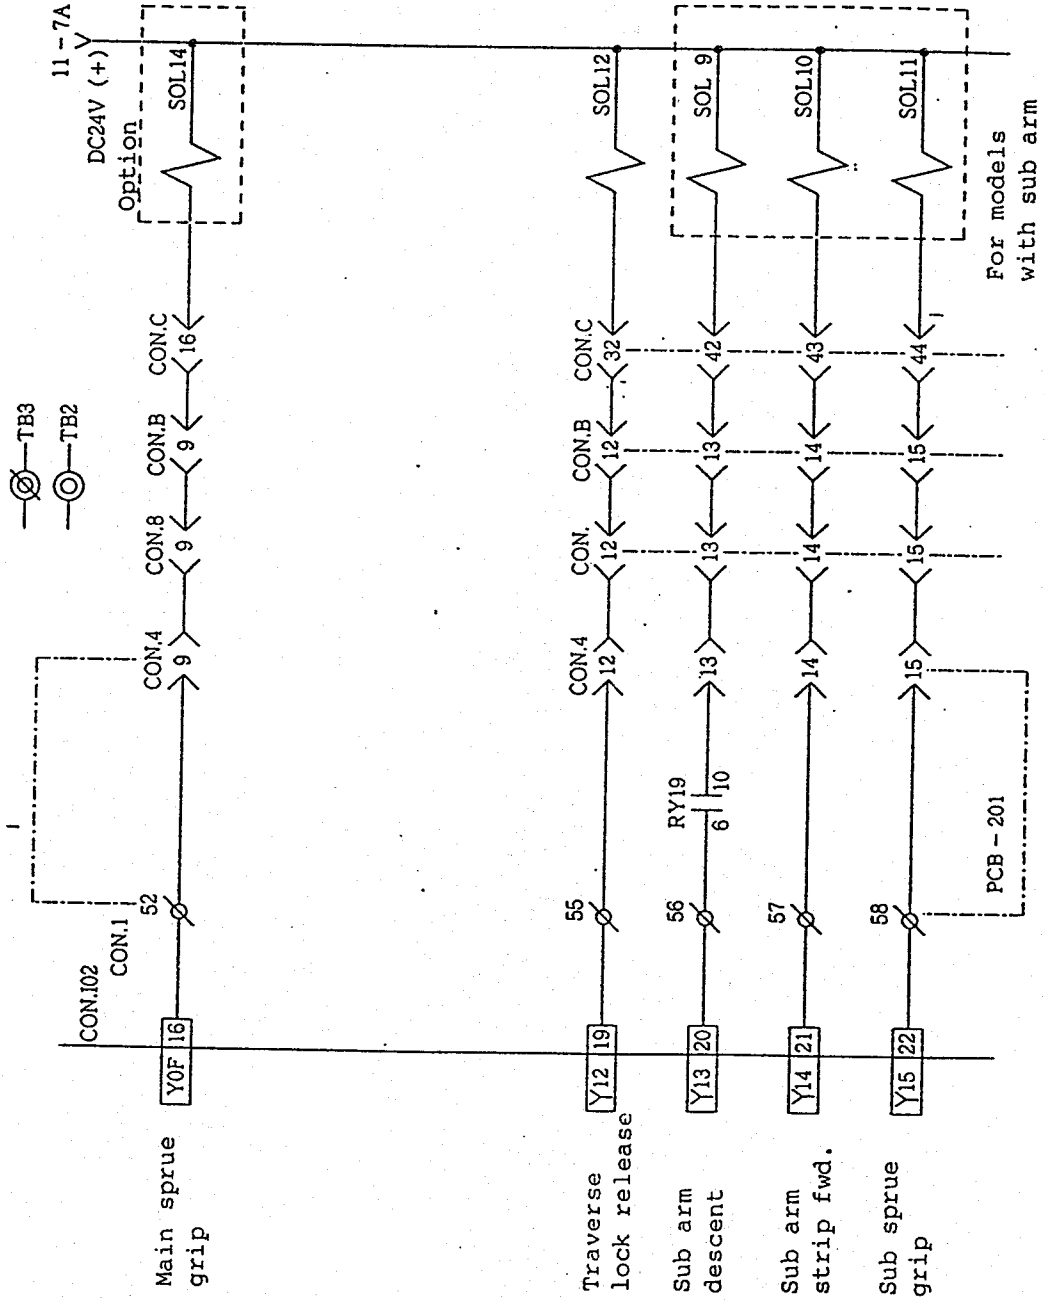 11-7A
DC24V (+)
Option
SOL14
TB3
TB2
CON.C
16
CON.B
9
CON.8
9
CON.4
9
52
CON.1
CON.102
16
Y0F
Main sprue
grip
SOL12
CON.C
32
CON.B
12
CON.
12
CON.4
12
55
19
Y12
Traverse
lock release
SOL 9
42
13
13
13
RY19
10
6
56
20
Y13
Sub arm
descent
SOL10
43
14
14
14
57
21
Y14
Sub arm
strip fwd.
SOL11
44
15
15
15
58
22
Y15
Sub sprue
grip
PCB-201
For models
with sub arm